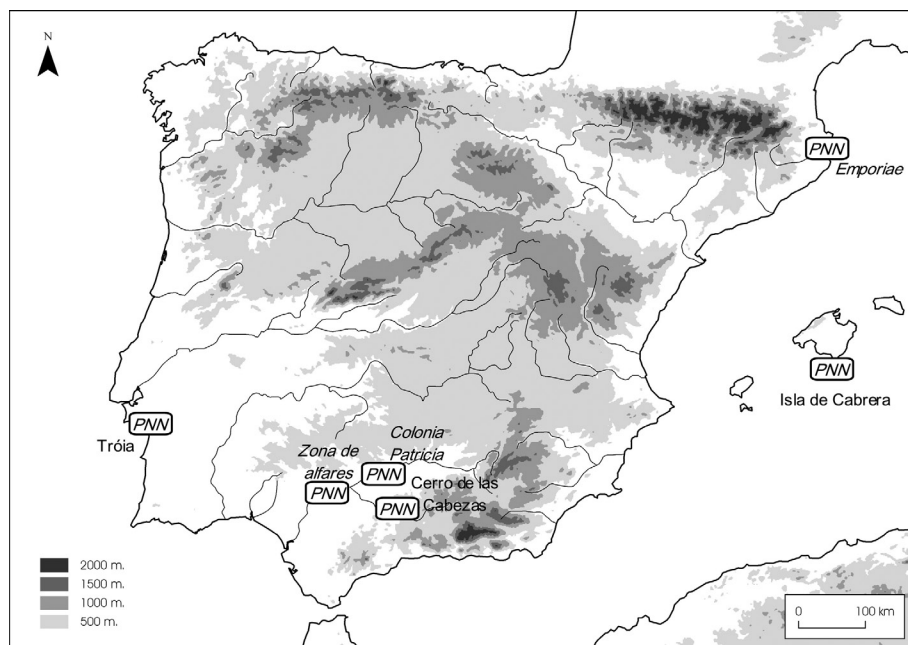 N
PNN
Emporiae
PNN
Isla de Cabrera
PNN
Tróia
Colonia
Patricia
PNN
Zona de
alfares
PNN
Cerro de las
Cabezas
PNN
2000 m.
1500 m.
1000 m.
500 m.
0 100 km